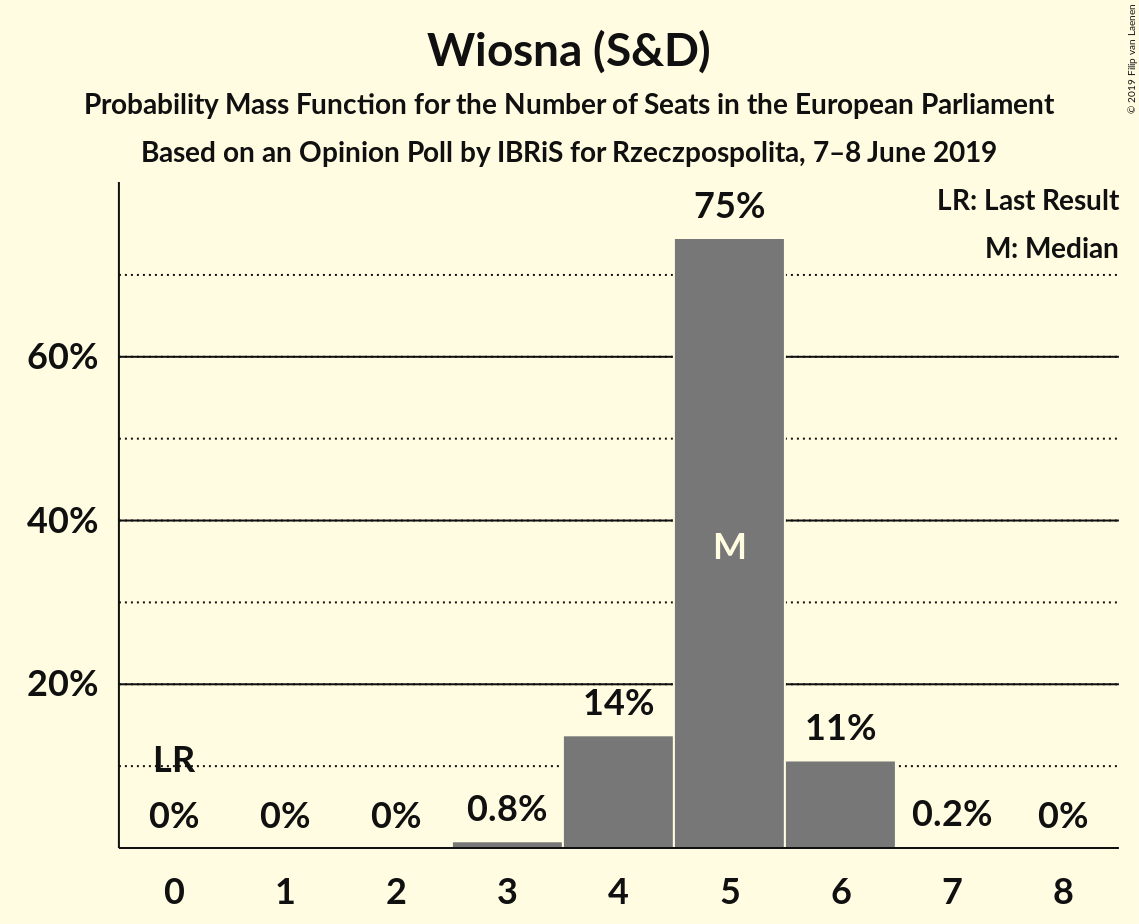 Wiosna (S&D)
Probability Mass Function for the Number of Seats in the European Parliament
Based on an Opinion Poll by IBRiS for Rzeczpospolita, 7–8 June 2019
© 2019 Filip van Laenen
LR: Last Result
M: Median
75%
60%
40%
M
20%
14%
11%
LR
0% 0% 0% 0.8% 0.2% 0%
0 1 2 3 4 5 6 7 8